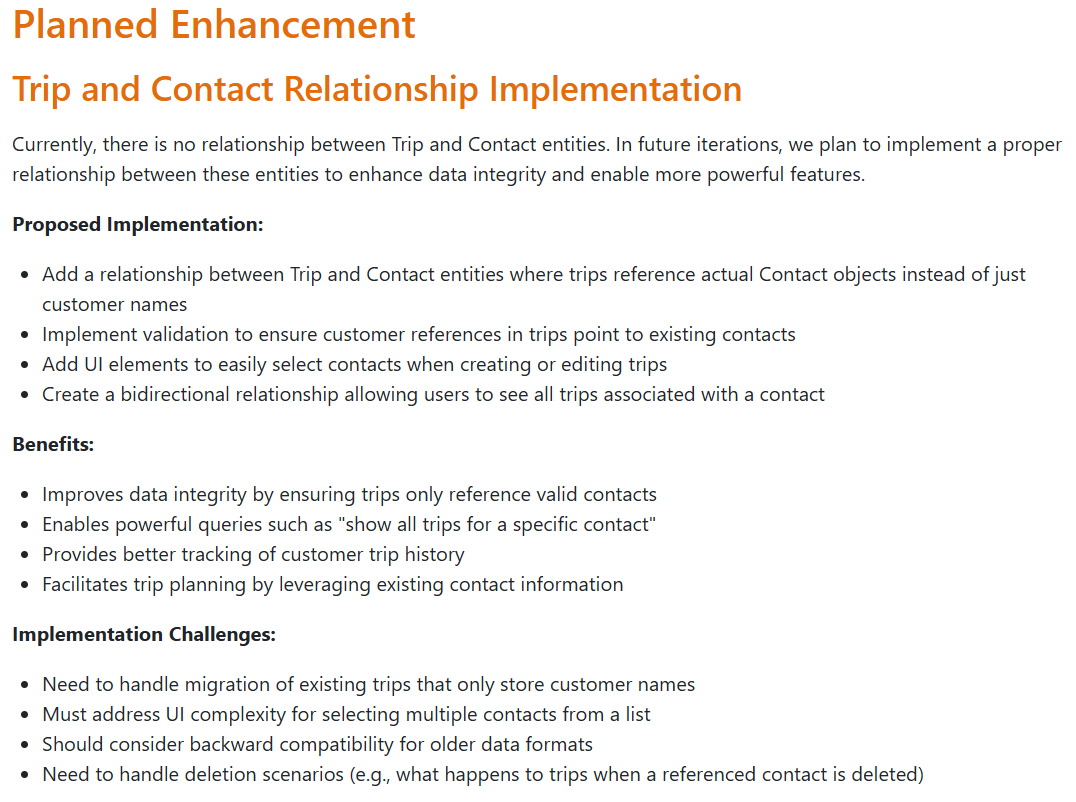 Planned Enhancement
Trip and Contact Relationship Implementation
Currently, there is no relationship between Trip and Contact entities. In future iterations, we plan to implement a proper
relationship between these entities to enhance data integrity and enable more powerful features.
Proposed Implementation:
• Add a relationship between Trip and Contact entities where trips reference actual Contact objects instead of just
customer names
• Implement validation to ensure customer references in trips point to existing contacts
• Add UI elements to easily select contacts when creating or editing trips
• Create a bidirectional relationship allowing users to see all trips associated with a contact
Benefits:
• Improves data integrity by ensuring trips only reference valid contacts
• Enables powerful queries such as "show all trips for a specific contact"
• Provides better tracking of customer trip history
• Facilitates trip planning by leveraging existing contact information
Implementation Challenges:
• Need to handle migration of existing trips that only store customer names
• Must address UI complexity for selecting multiple contacts from a list
• Should consider backward compatibility for older data formats
• Need to handle deletion scenarios (e.g., what happens to trips when a referenced contact is deleted)